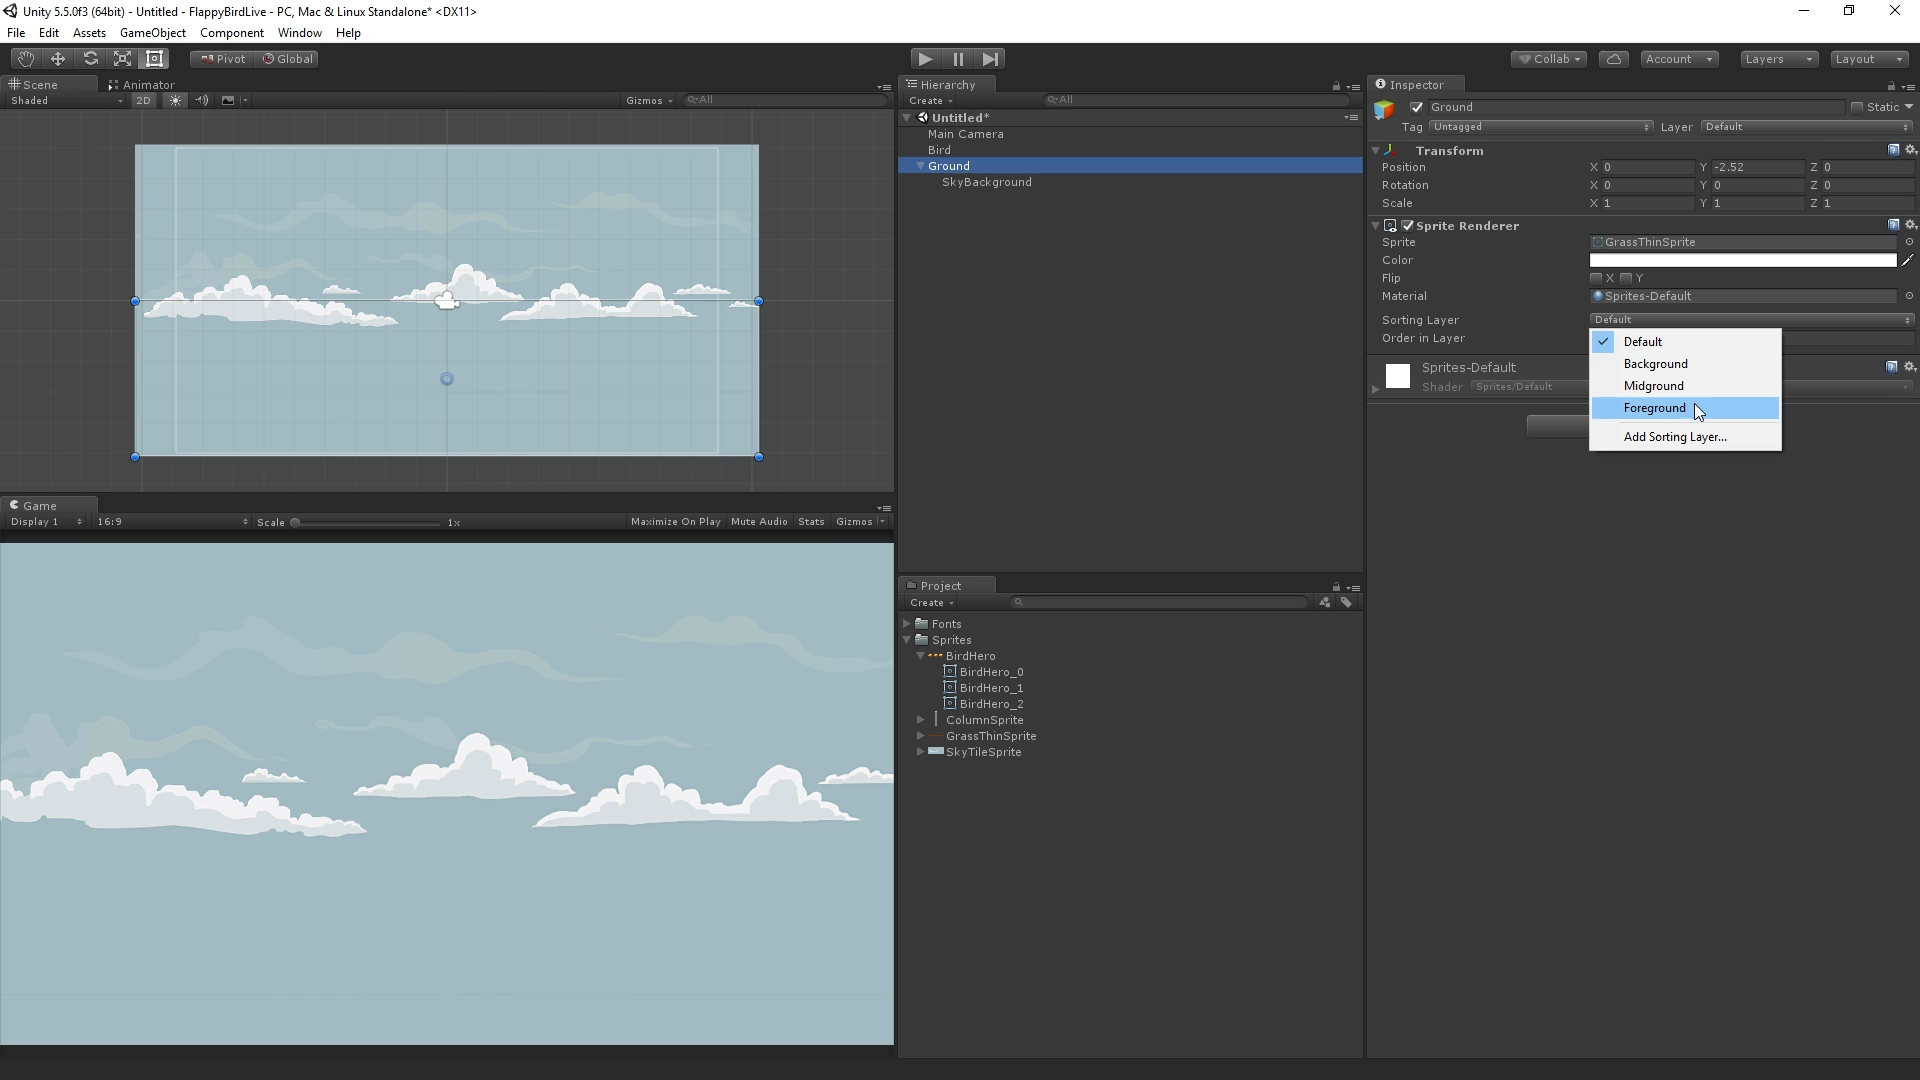 Unity 5.5.0f3 (64bit) - Untitled - FlappyBirdLive - PC, Mac & Linux Standalone* <DX11>
File Edit Assets GameObject Component Window Help
Pivot Global
Collab Account Layers Layout
Scene Animator
Shaded 2D Gizmos All
Hierarchy
Create All
Untitled*
Main Camera
Bird
Ground
SkyBackground
Inspector
Ground Static
Tag Untagged Layer Default
Transform
Position X 0 Y -2.52 Z 0
Rotation X 0 Y 0 Z 0
Scale X 1 Y 1 Z 1
Sprite Renderer
Sprite GrassThinSprite
Color
Flip X Y
Material Sprites-Default
Sorting Layer Default
Order in Layer
Default
Background
Midground
Foreground
Add Sorting Layer...
Sprites-Default
Shader Sprites/Default
Game
Display 1 16:9 Scale 1x Maximize On Play Mute Audio Stats Gizmos
Project
Create
Fonts
Sprites
BirdHero
BirdHero_0
BirdHero_1
BirdHero_2
ColumnSprite
GrassThinSprite
SkyTileSprite